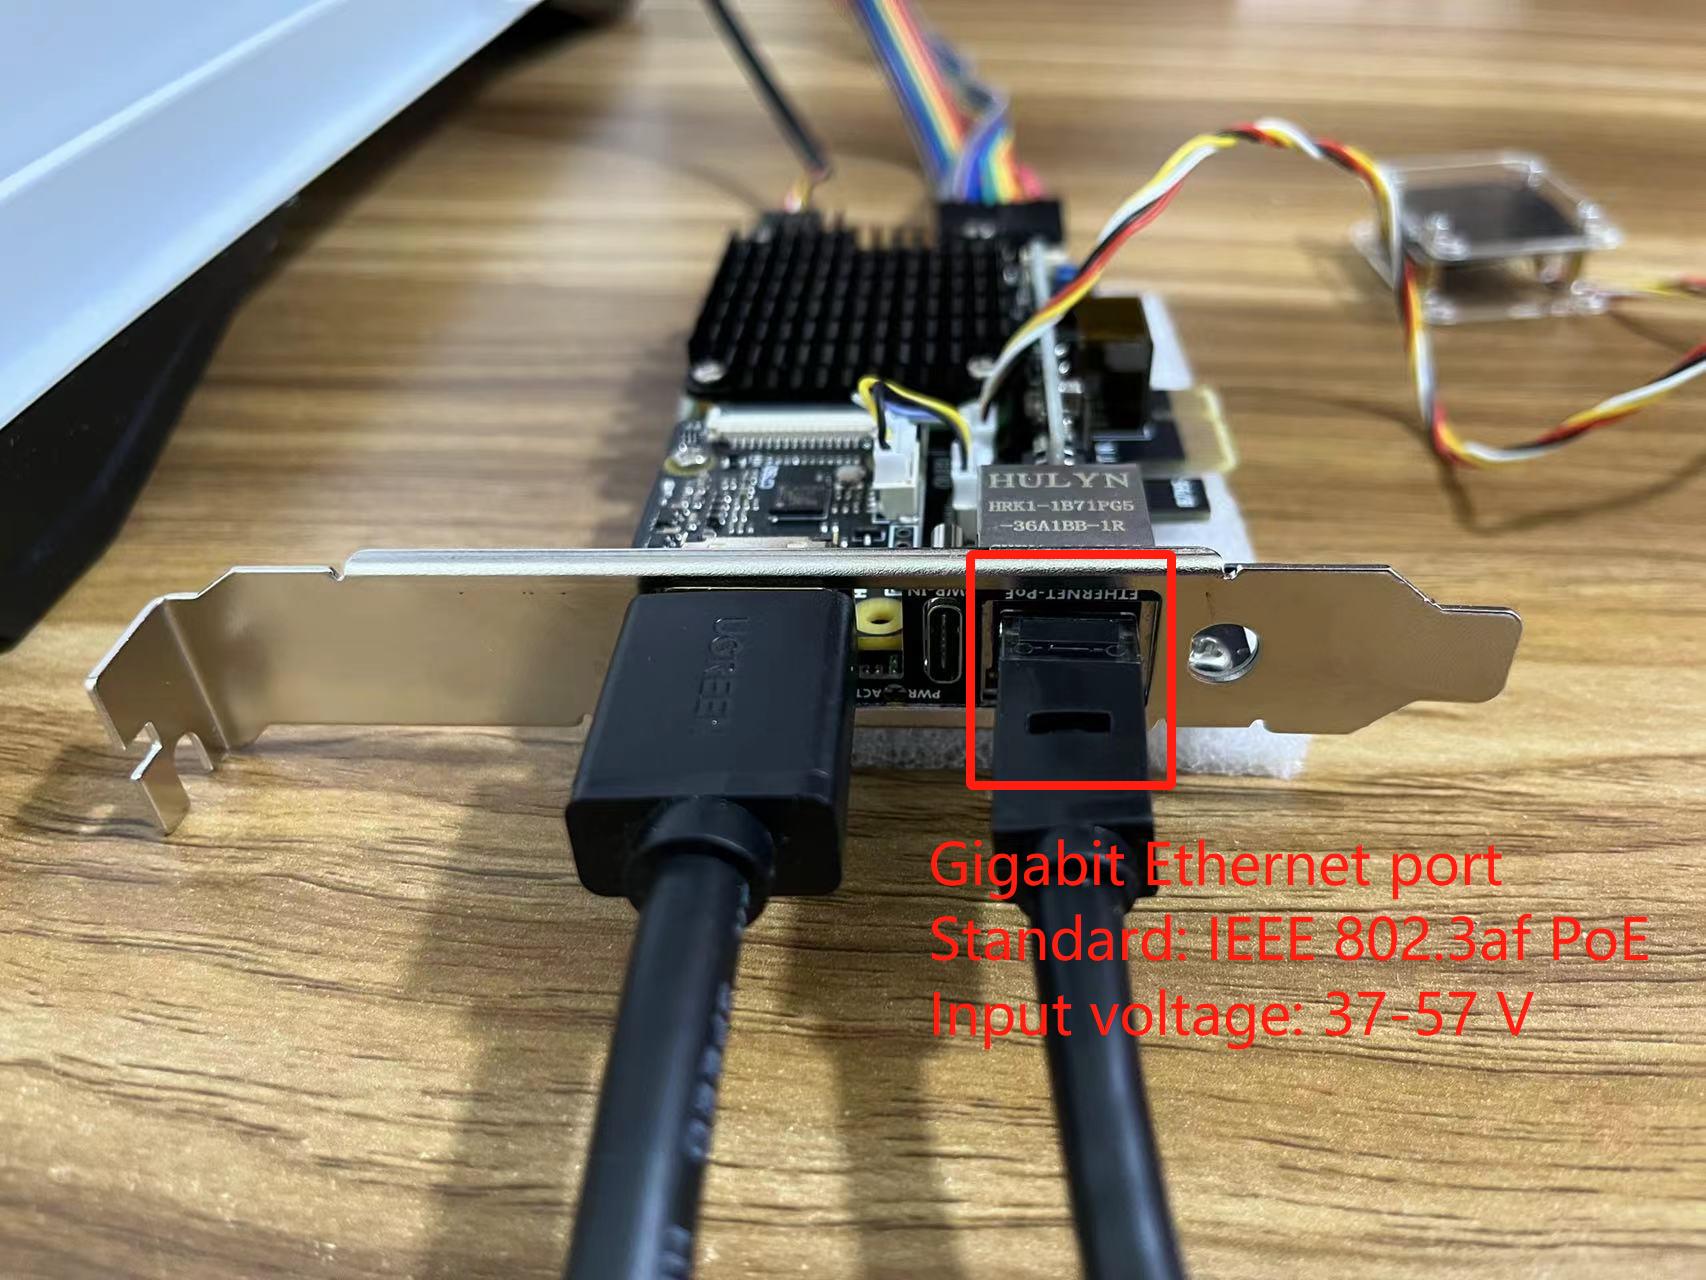 HULYN
HRK1-1B71PG5
-36A1BB-1R
PWR-IN
ETHERNET-PoE
UGREEN
ACT
PWR
Gigabit Ethernet port
Standard: IEEE 802.3af PoE
Input voltage: 37-57 V